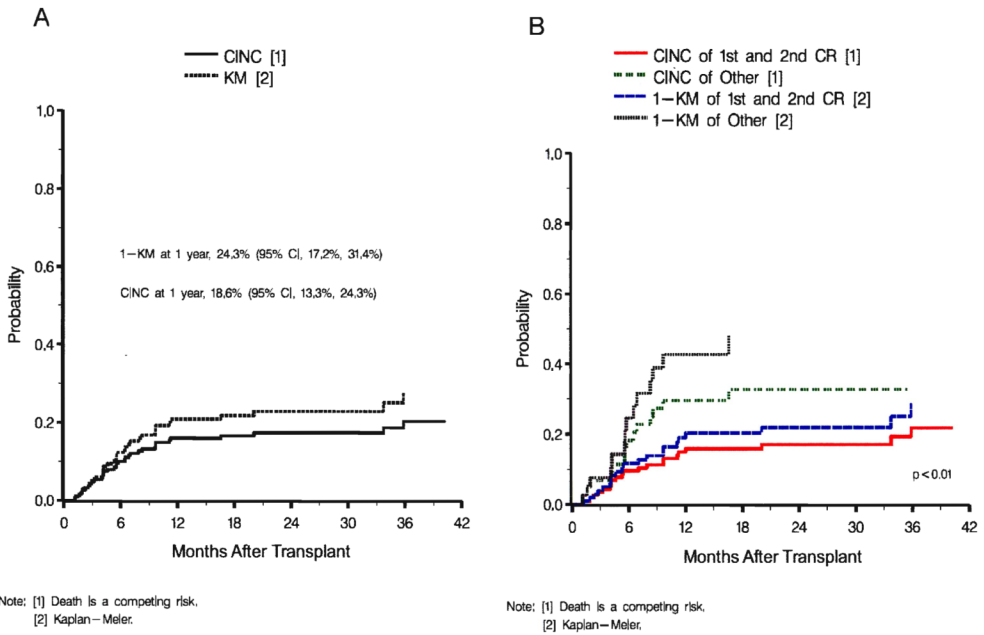 A
CINC [1]
KM [2]
1,0
0.8
0.6
0.4
0.2
0.0
Probability
1-KM at 1 year, 24,3% (95% CI, 17,2%, 31,4%)
CINC at 1 year, 18,6% (95% CI, 13,3%, 24,3%)
0 6 12 18 24 30 36 42
Months After Transplant
Note: [1] Death is a competing risk,
[2] Kaplan-Meier.
B
CINC of 1st and 2nd CR [1]
CINC of Other [1]
1-KM of 1st and 2nd CR [2]
1-KM of Other [2]
1,0
0.8
0.6
0.4
0.2
0.0
Probability
p<0.01
0 6 12 18 24 30 36 42
Months After Transplant
Note: [1] Death is a competing risk,
[2] Kaplan-Meier,